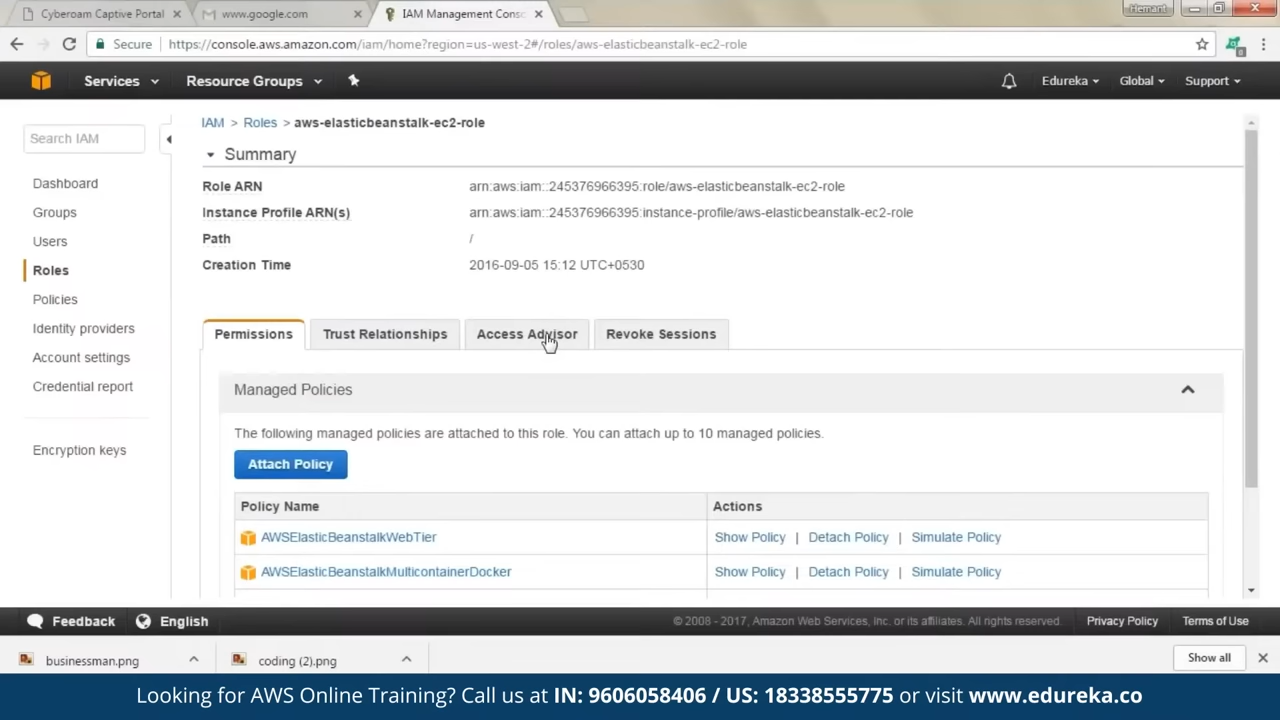 Cyberoam Captive Portal
www.google.com
IAM Management Conso
Hemant
Secure
https://console.aws.amazon.com/iam/home?region=us-west-2#/roles/aws-elasticbeanstalk-ec2-role
Services
Resource Groups
Edureka
Global
Support
Search IAM
Dashboard
Groups
Users
Roles
Policies
Identity providers
Account settings
Credential report
Encryption keys
IAM > Roles > aws-elasticbeanstalk-ec2-role
Summary
Role ARN arn:aws:iam::245376966395:role/aws-elasticbeanstalk-ec2-role
Instance Profile ARN(s) arn:aws:iam::245376966395:instance-profile/aws-elasticbeanstalk-ec2-role
Path /
Creation Time 2016-09-05 15:12 UTC+0530
Permissions
Trust Relationships
Access Advisor
Revoke Sessions
Managed Policies
The following managed policies are attached to this role. You can attach up to 10 managed policies.
Attach Policy
Policy Name Actions
AWSElasticBeanstalkWebTier Show Policy | Detach Policy | Simulate Policy
AWSElasticBeanstalkMulticontainerDocker Show Policy | Detach Policy | Simulate Policy
Feedback
English
© 2008 - 2017, Amazon Web Services, Inc. or its affiliates. All rights reserved.
Privacy Policy
Terms of Use
businessman.png
coding (2).png
Show all
Looking for AWS Online Training? Call us at IN: 9606058406 / US: 18338555775 or visit www.edureka.co